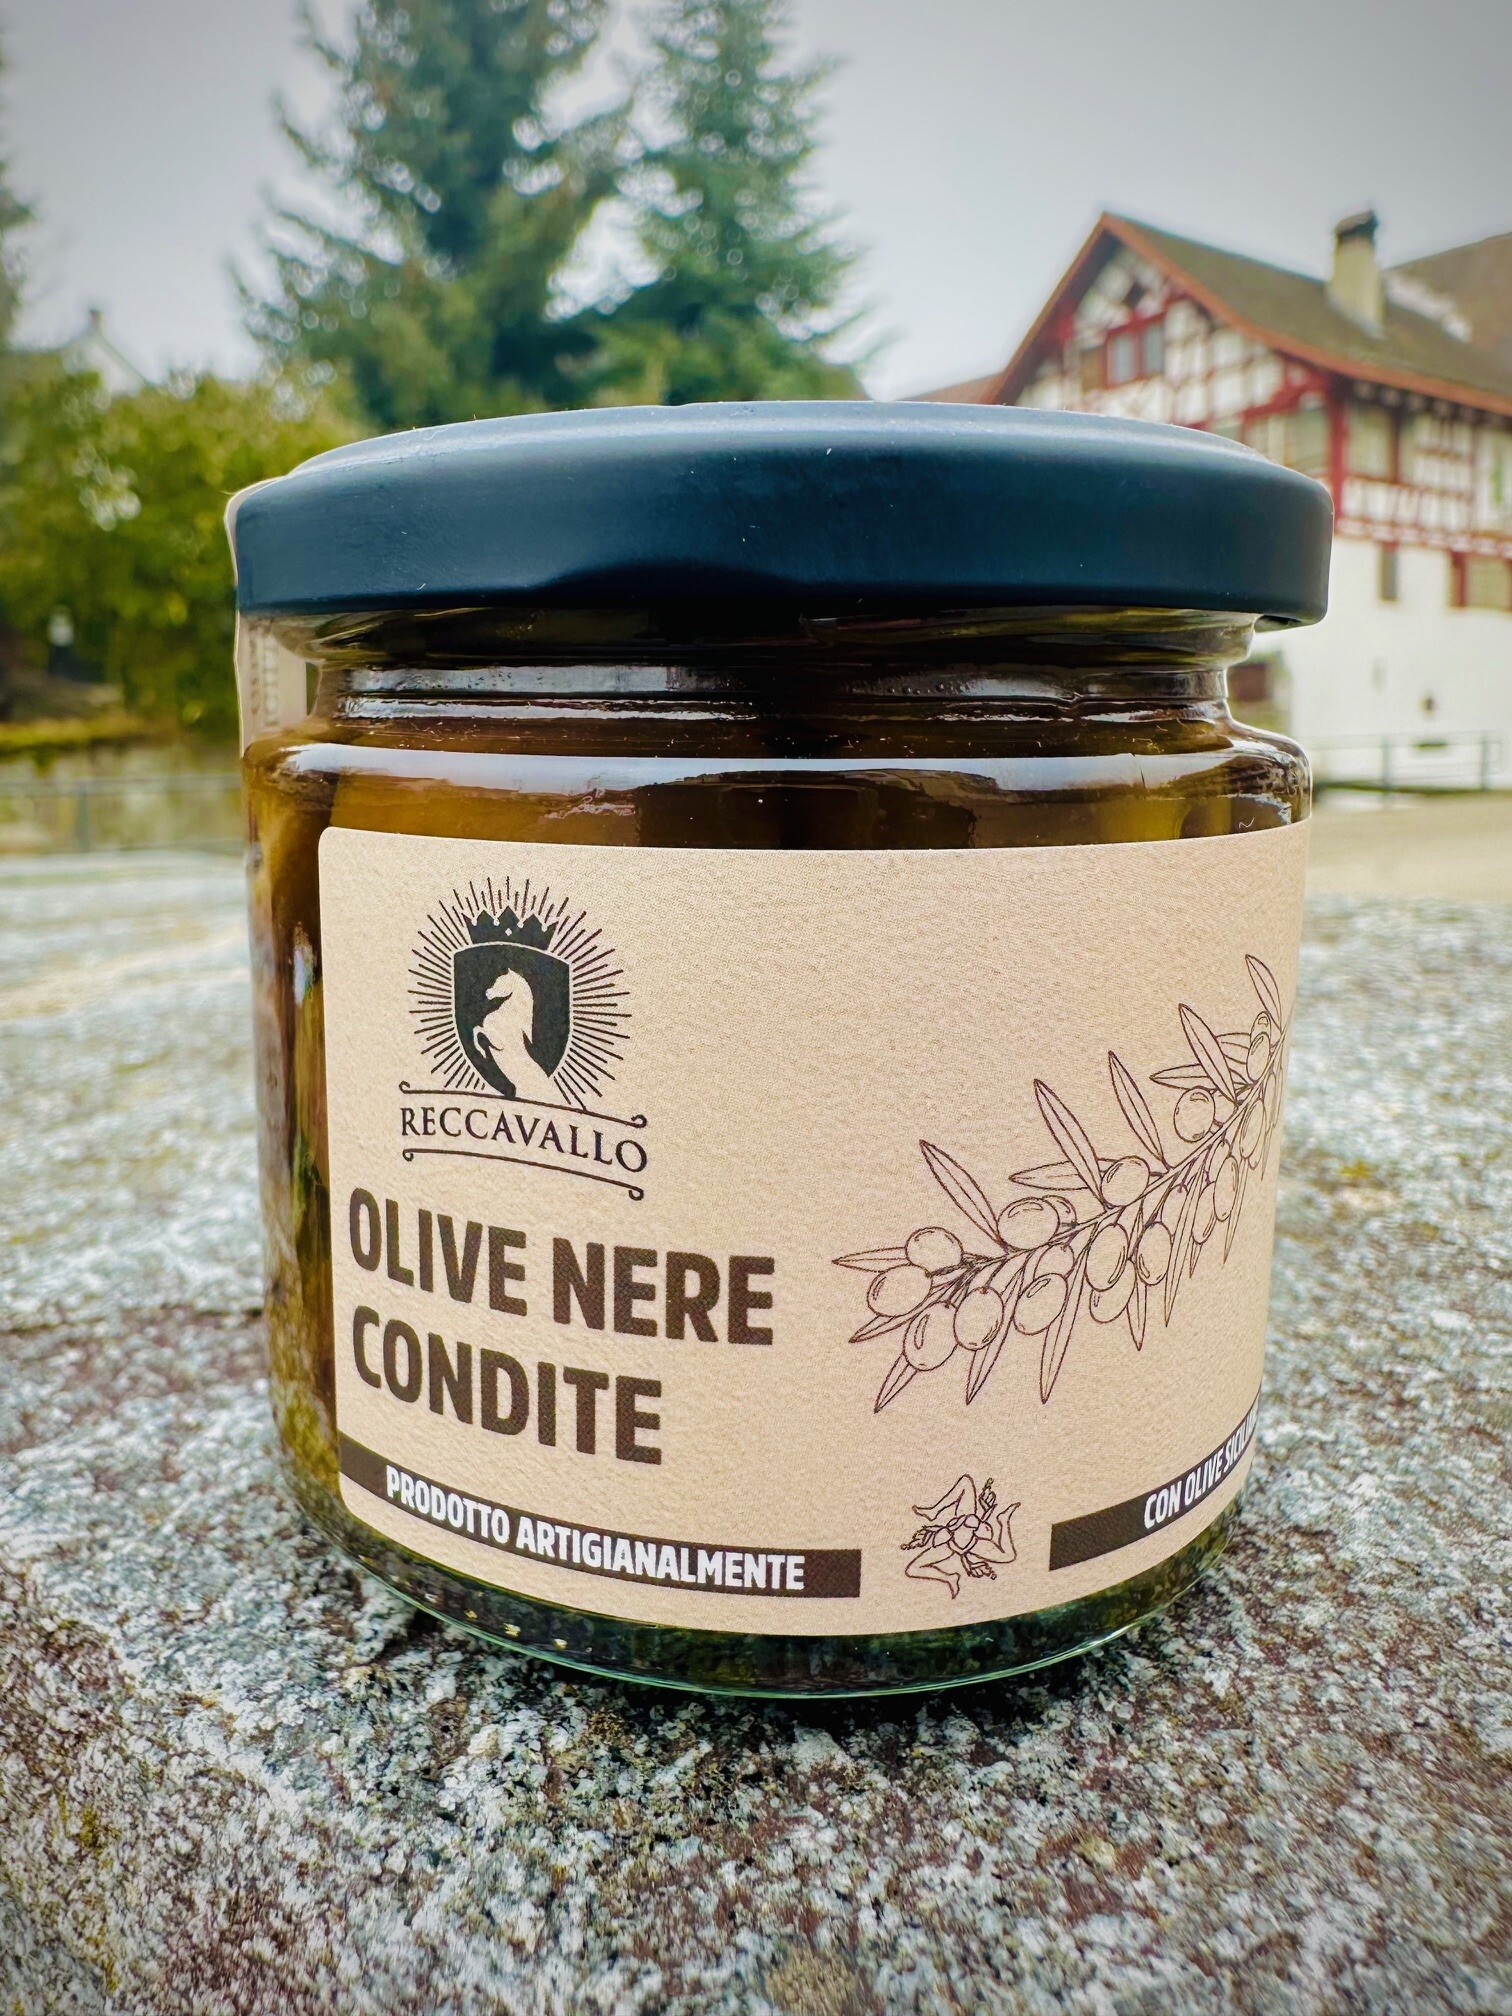 RECCAVALLO
OLIVE NERE
CONDITE
PRODOTTO ARTIGIANALMENTE
CON OLIVE